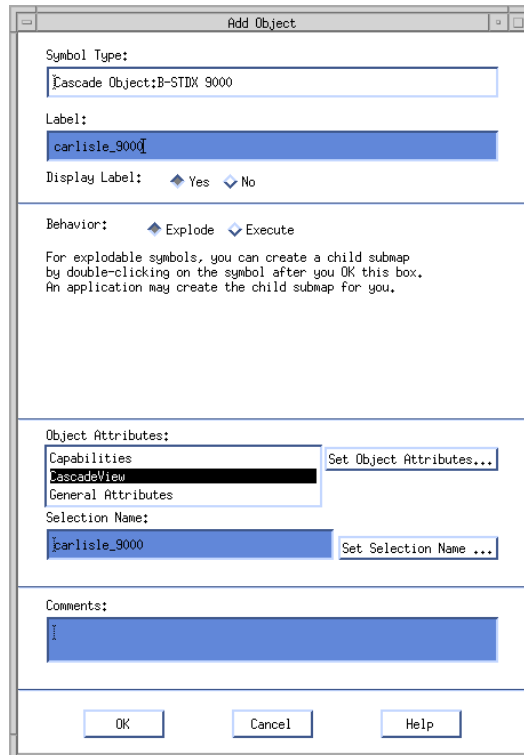 Add Object
Symbol Type:
Cascade Object:B-STDX 9000
Label:
carlisle_9000
Display Label: Yes No
Behavior: Explode Execute
For explodable symbols, you can create a child submap
by double-clicking on the symbol after you OK this box.
An application may create the child submap for you.
Object Attributes:
Capabilities
CascadeView
General Attributes
Set Object Attributes...
Selection Name:
carlisle_9000
Set Selection Name ...
Comments:
OK Cancel Help